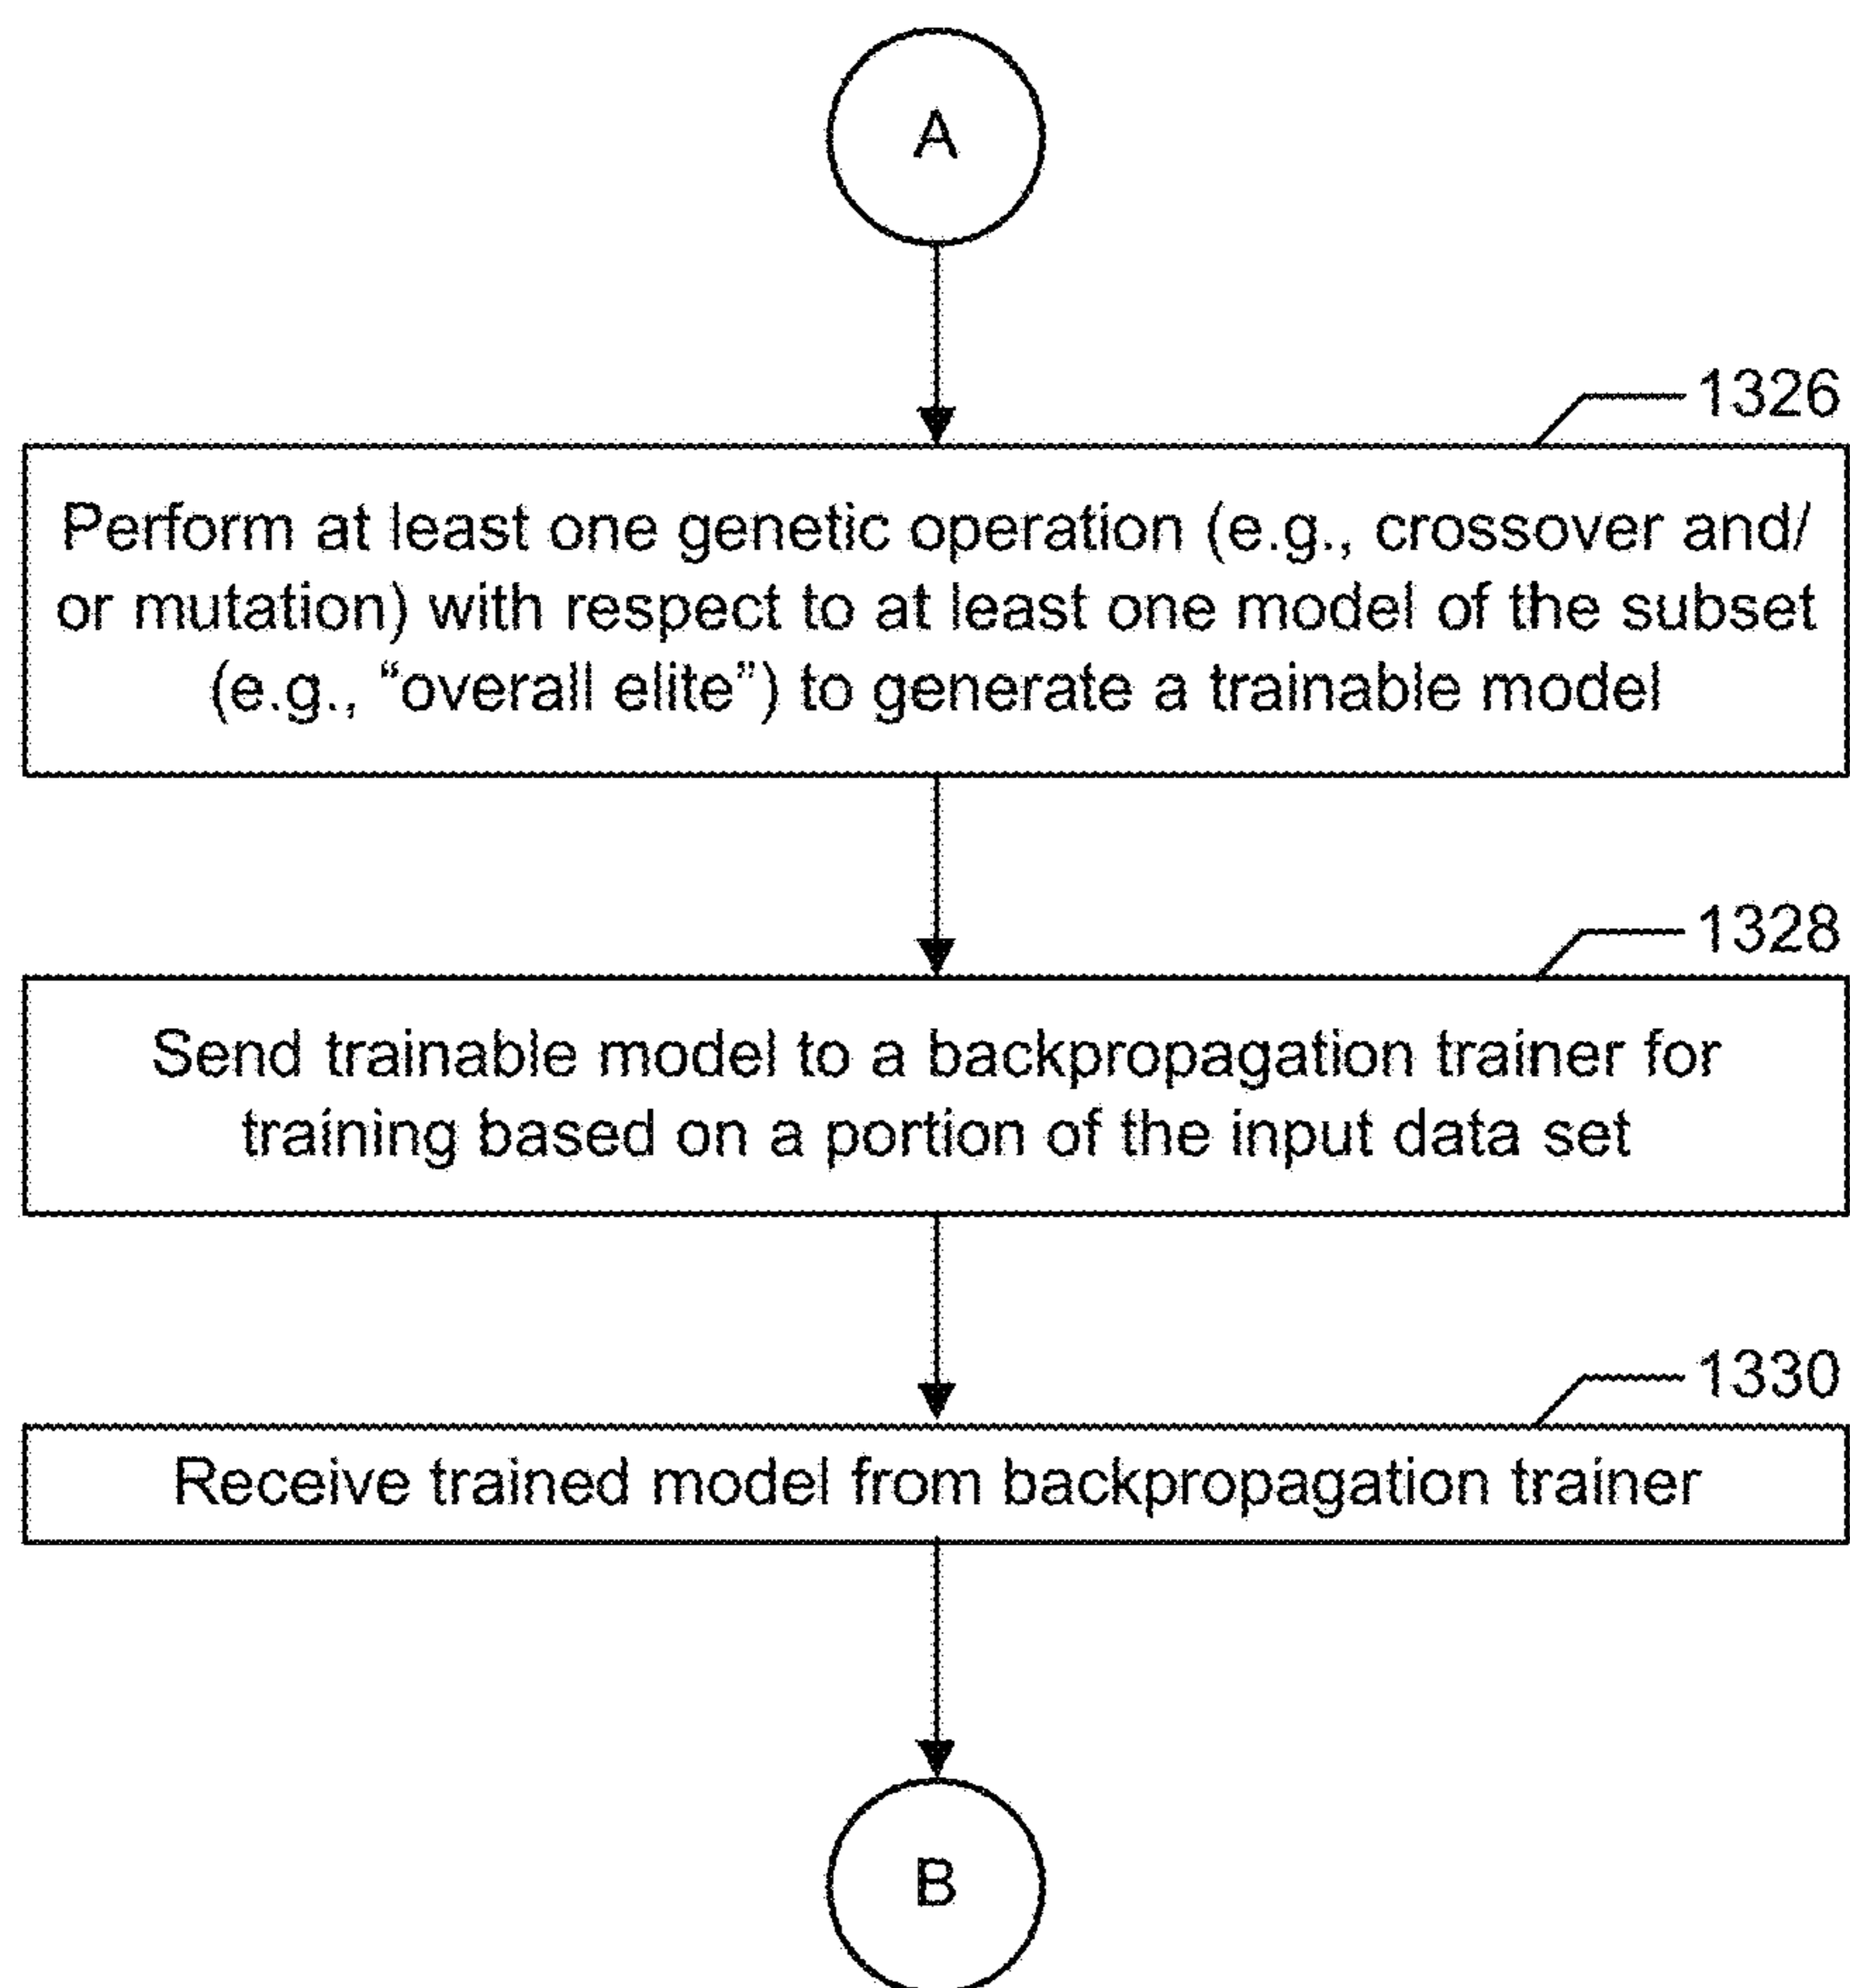 A
1326
Perform at least one genetic operation (e.g., crossover and/
or mutation) with respect to at least one model of the subset
(e.g., “overall elite”) to generate a trainable model
1328
Send trainable model to a backpropagation trainer for
training based on a portion of the input data set
1330
Receive trained model from backpropagation trainer
B